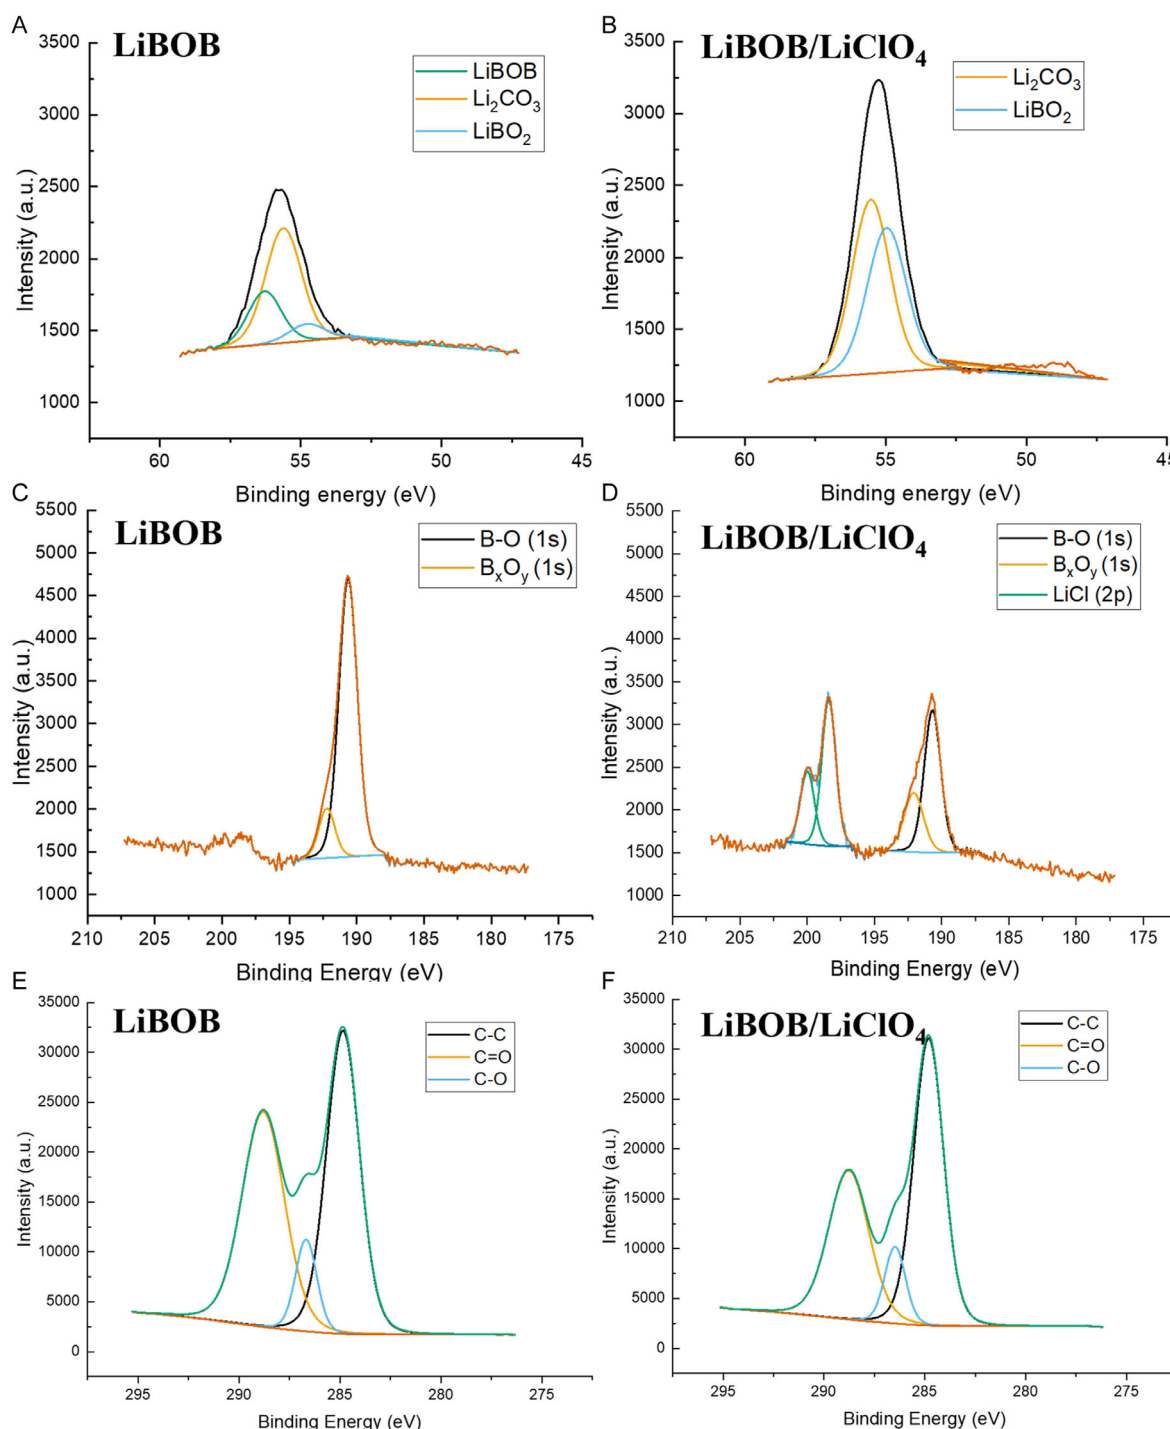 A
LiBOB
3500
3000
2500
2000
1500
1000
Intensity (a.u.)
LiBOB
Li₂CO₃
LiBO₂
60
55
50
45
Binding energy (eV)
B
LiBOB/LiClO₄
3500
3000
2500
2000
1500
1000
Intensity (a.u.)
Li₂CO₃
LiBO₂
60
55
50
45
Binding energy (eV)
C
LiBOB
5500
5000
4500
4000
3500
3000
2500
2000
1500
1000
Intensity (a.u.)
B-O (1s)
BₓOᵧ (1s)
210
205
200
195
190
185
180
175
Binding Energy (eV)
D
LiBOB/LiClO₄
5500
5000
4500
4000
3500
3000
2500
2000
1500
1000
Intensity (a.u.)
B-O (1s)
BₓOᵧ (1s)
LiCl (2p)
210
205
200
195
190
185
180
175
Binding Energy (eV)
E
LiBOB
35000
30000
25000
20000
15000
10000
5000
0
Intensity (a.u.)
C-C
C=O
C-O
295
290
285
280
275
Binding Energy (eV)
F
LiBOB/LiClO₄
35000
30000
25000
20000
15000
10000
5000
0
Intensity (a.u.)
C-C
C=O
C-O
295
290
285
280
275
Binding Energy (eV)